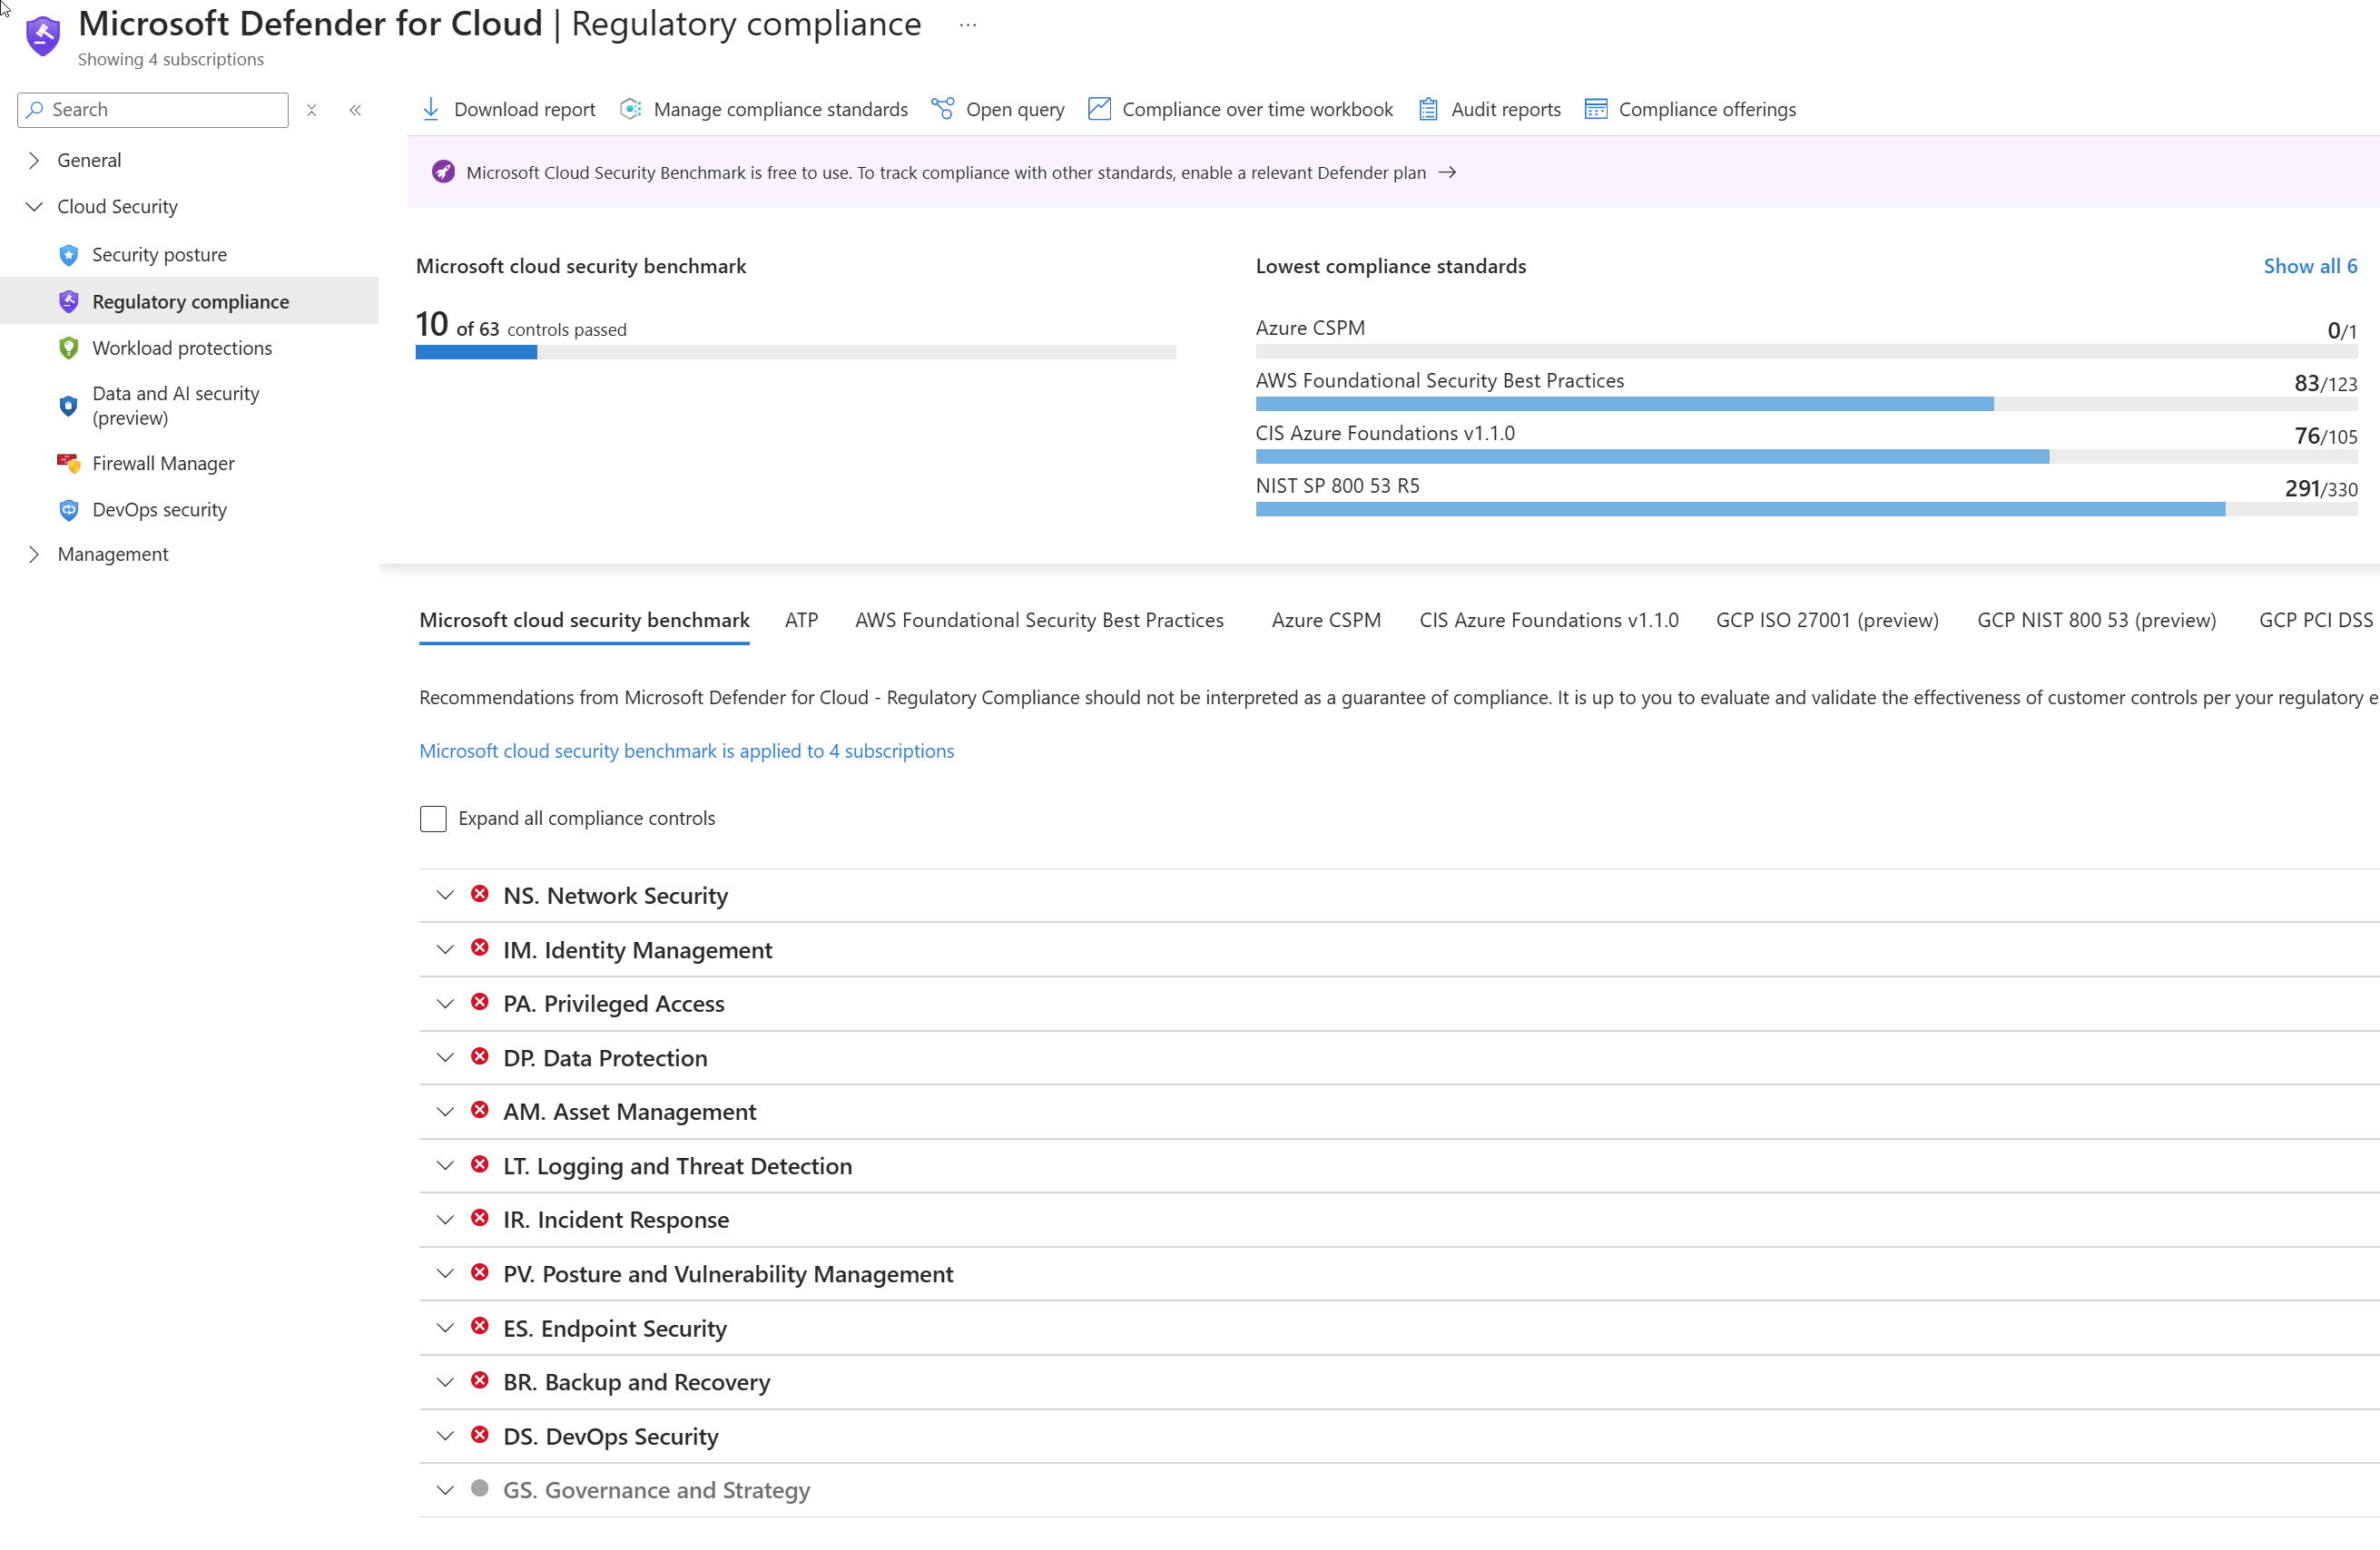 Microsoft Defender for Cloud | Regulatory compliance ...
Showing 4 subscriptions
Search
General
Cloud Security
Security posture
Regulatory compliance
Workload protections
Data and AI security
(preview)
Firewall Manager
DevOps security
Management
Download report Manage compliance standards Open query Compliance over time workbook Audit reports Compliance offerings
Microsoft Cloud Security Benchmark is free to use. To track compliance with other standards, enable a relevant Defender plan →
Microsoft cloud security benchmark
10 of 63 controls passed
Lowest compliance standards Show all 6
Azure CSPM 0/1
AWS Foundational Security Best Practices 83/123
CIS Azure Foundations v1.1.0 76/105
NIST SP 800 53 R5 291/330
Microsoft cloud security benchmark ATP AWS Foundational Security Best Practices Azure CSPM CIS Azure Foundations v1.1.0 GCP ISO 27001 (preview) GCP NIST 800 53 (preview) GCP PCI DSS
Recommendations from Microsoft Defender for Cloud - Regulatory Compliance should not be interpreted as a guarantee of compliance. It is up to you to evaluate and validate the effectiveness of customer controls per your regulatory e
Microsoft cloud security benchmark is applied to 4 subscriptions
Expand all compliance controls
NS. Network Security
IM. Identity Management
PA. Privileged Access
DP. Data Protection
AM. Asset Management
LT. Logging and Threat Detection
IR. Incident Response
PV. Posture and Vulnerability Management
ES. Endpoint Security
BR. Backup and Recovery
DS. DevOps Security
GS. Governance and Strategy